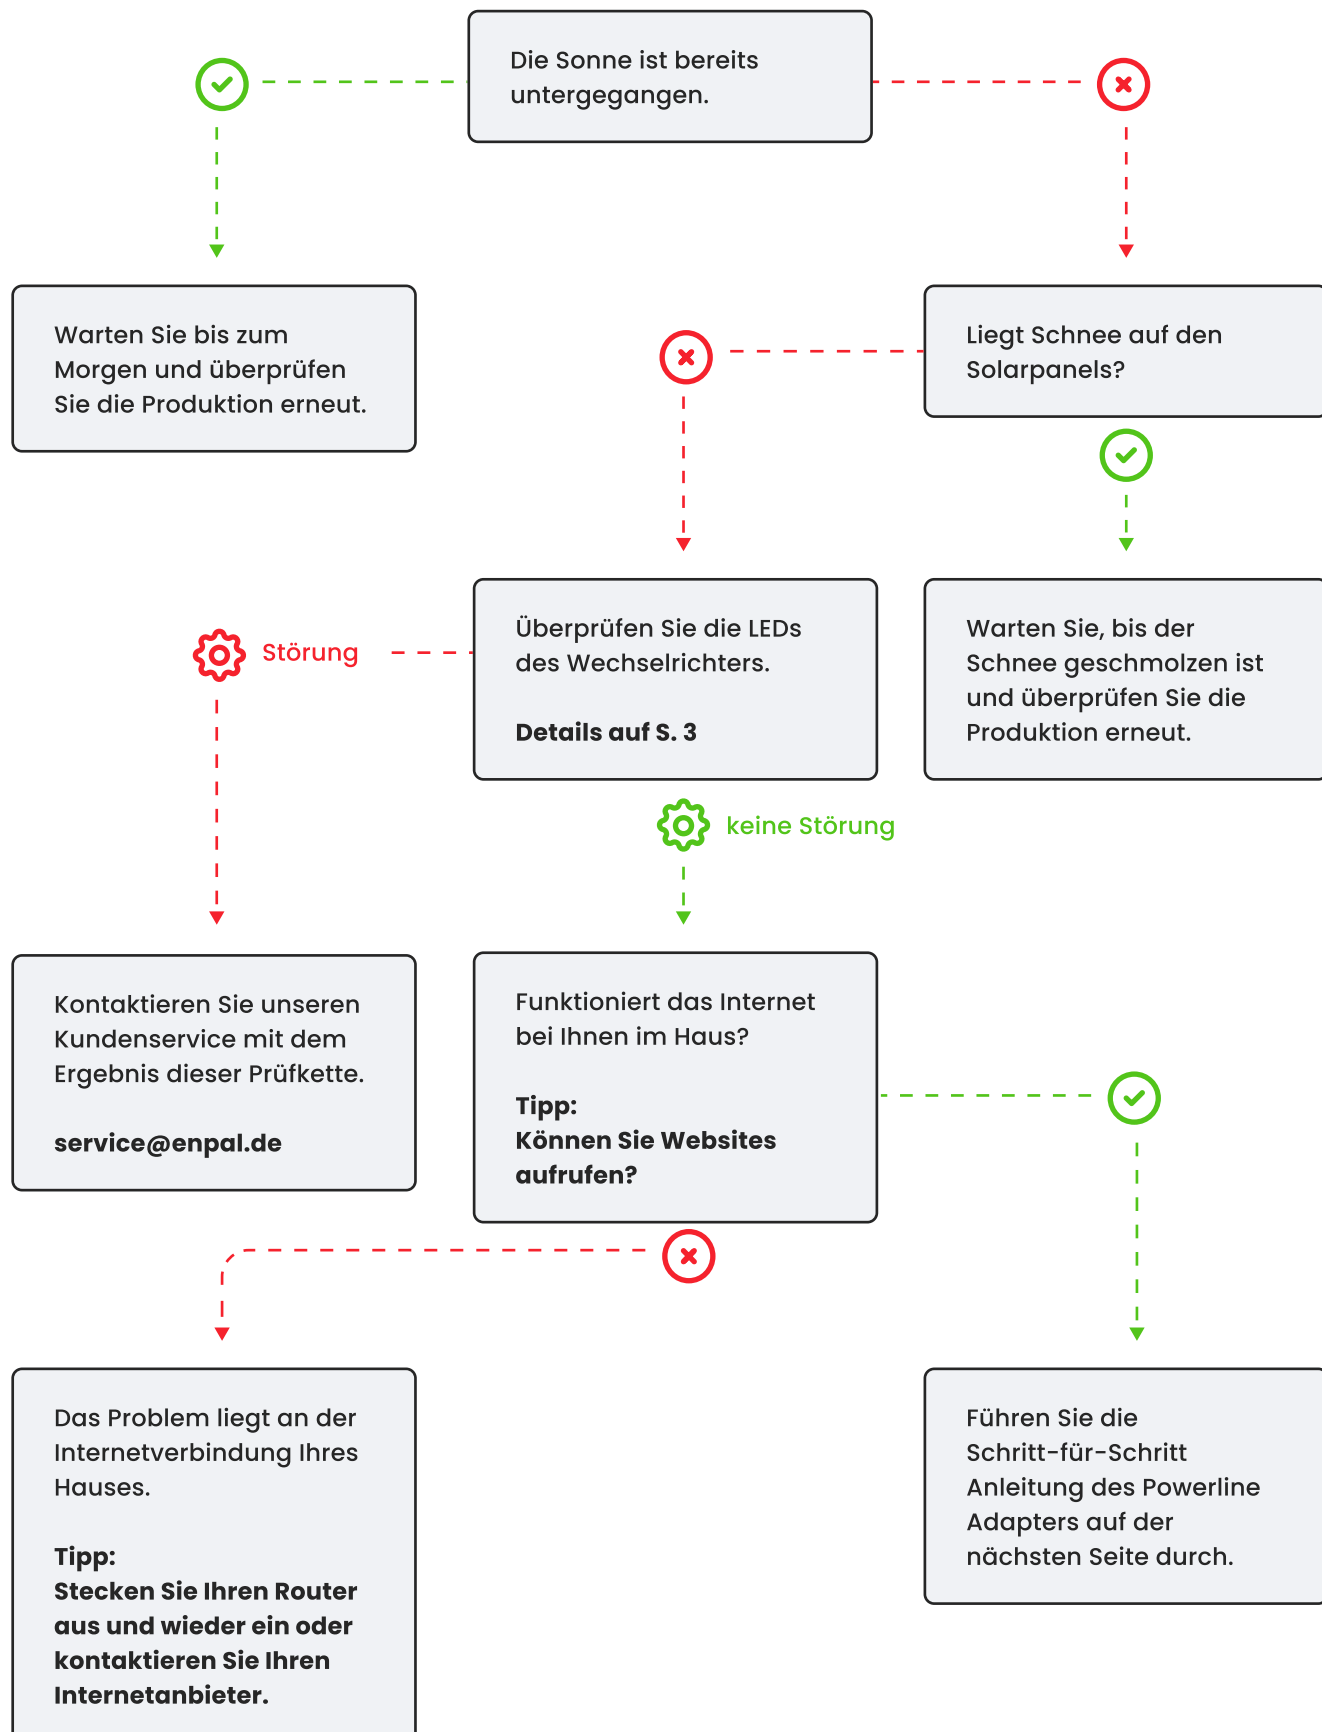 Die Sonne ist bereits
untergegangen.
Warten Sie bis zum
Morgen und überprüfen
Sie die Produktion erneut.
Liegt Schnee auf den
Solarpanels?
Störung
Überprüfen Sie die LEDs
des Wechselrichters.
Details auf S. 3
Warten Sie, bis der
Schnee geschmolzen ist
und überprüfen Sie die
Produktion erneut.
keine Störung
Kontaktieren Sie unseren
Kundenservice mit dem
Ergebnis dieser Prüfkette.
service@enpal.de
Funktioniert das Internet
bei Ihnen im Haus?
Tipp:
Können Sie Websites
aufrufen?
Das Problem liegt an der
Internetverbindung Ihres
Hauses.
Tipp:
Stecken Sie Ihren Router
aus und wieder ein oder
kontaktieren Sie Ihren
Internetanbieter.
Führen Sie die
Schritt-für-Schritt
Anleitung des Powerline
Adapters auf der
nächsten Seite durch.